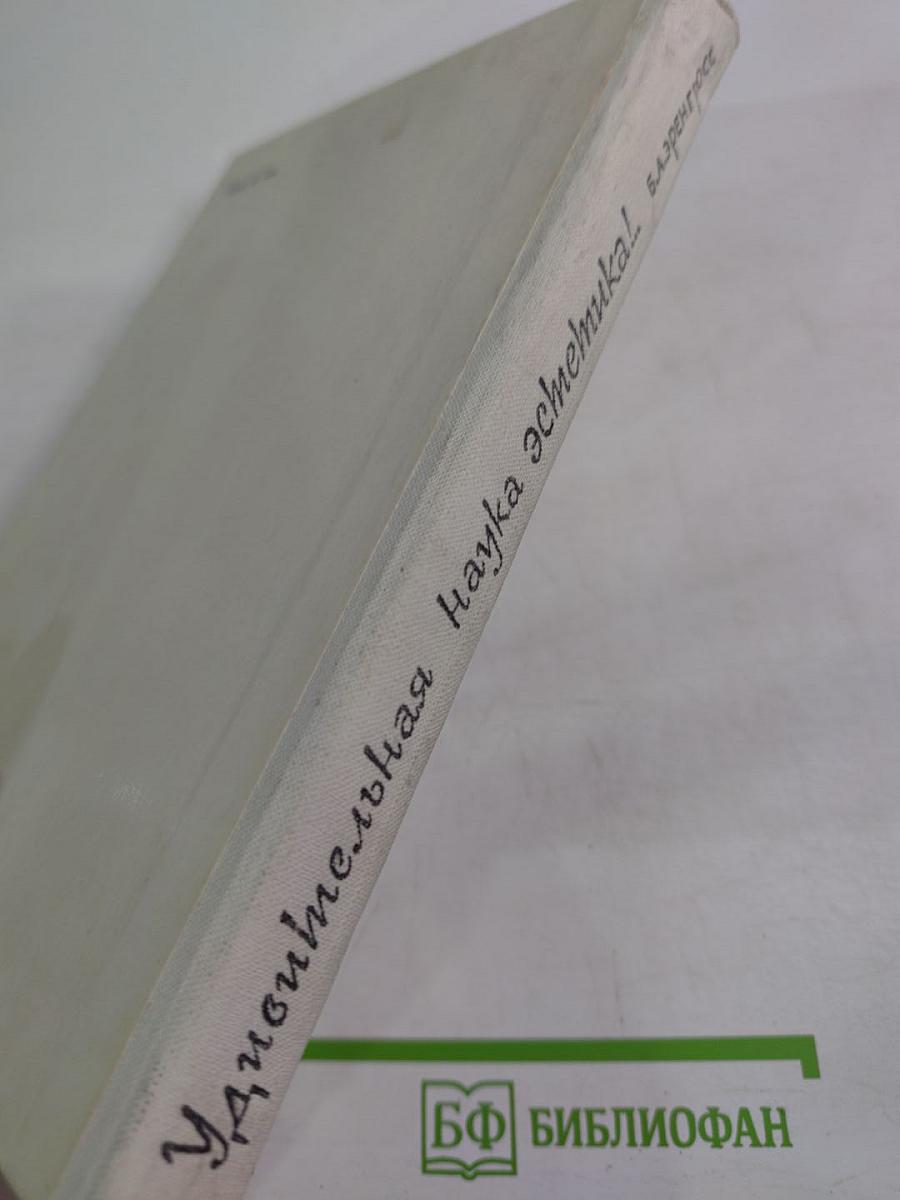 Удивительная наука эстетика!..
Б.А.ЭРЕНГРОСС
БФ БИБЛИОФАН